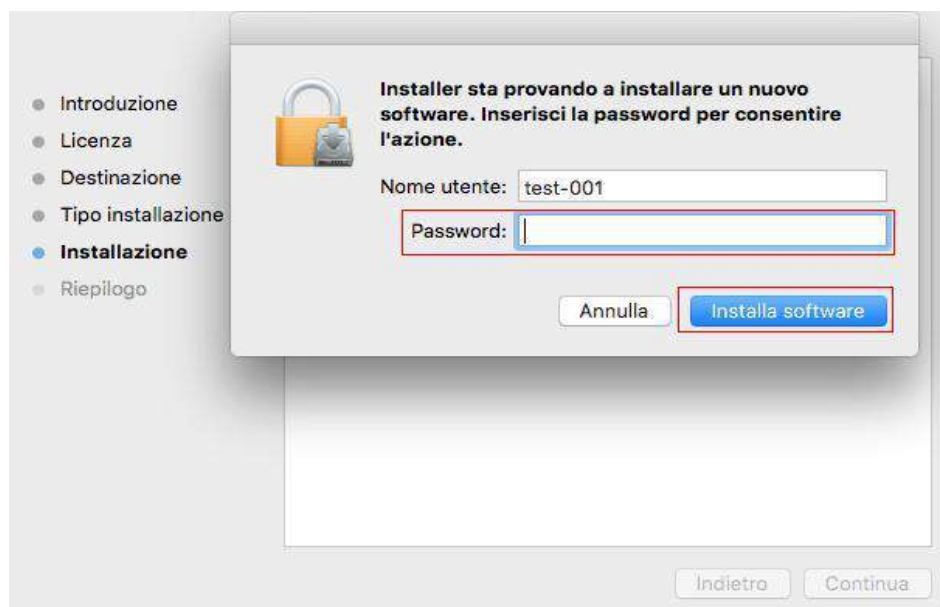 Introduzione
Licenza
Destinazione
Tipo installazione
Installazione
Riepilogo
Installer sta provando a installare un nuovo
software. Inserisci la password per consentire
l'azione.
Nome utente: test-001
Password:
Annulla Installa software
Indietro Continua